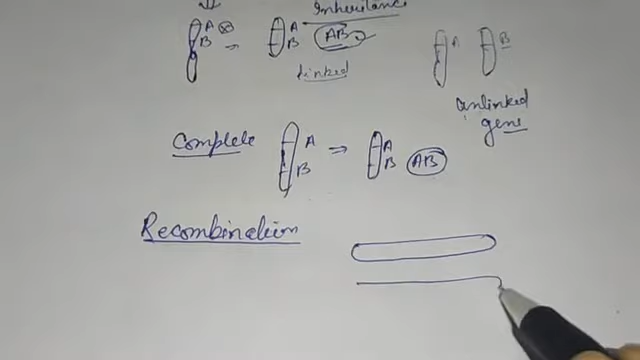 Inheritance
A
B = A
B AB
Linked
A B
unlinked
gene
Complete A
B => A
B AB
Recombination